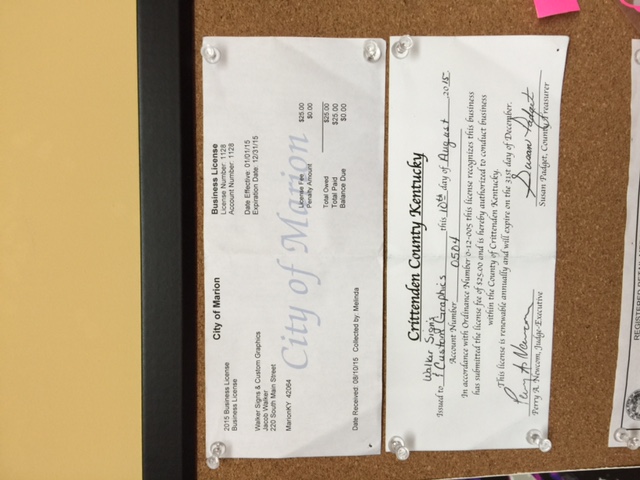 City of Marion
Business License
2015 Business License
Business License
License Number: 1128
Account Number: 1128
Date Effective: 01/01/15
Expiration Date: 12/31/15
Walker Signs & Custom Graphics
Jacob Walker
220 South Main Street
MarionKY 42064
City of Marion
License Fee $25.00
Penalty Amount $0.00
Total Owed $25.00
Total Paid $25.00
Balance Due $0.00
Date Received: 08/10/15 Collected by: Melinda
Crittenden County Kentucky
Walker Signs
Issued to & Custom Graphics this 10th day of August, 2015.
Account Number 0504
In accordance with Ordinance Number 0-12-005 this license recognizes this business
has submitted the license fee of $25.00 and is hereby authorized to conduct business
within the County of Crittenden Kentucky.
This license is renewable annually and will expire on the 31st day of December.
Perry A Newcom Susan Padget
Perry A. Newcom, Judge-Executive Susan Padget, County Treasurer
REGISTERED RETAIL